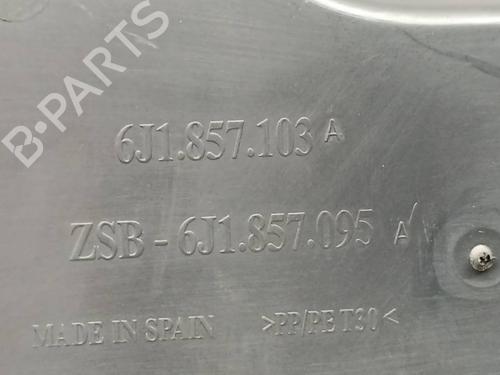 B-PARTS
6J1.857.103 A
ZSB-6J1.857.095 A
MADE IN SPAIN >PP/PE T30<